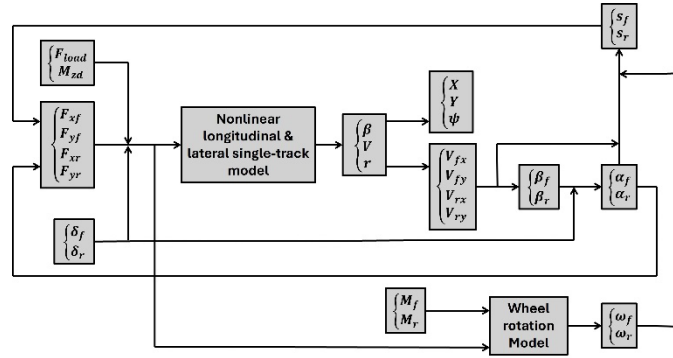 s_f
s_r
F_load
M_zd
F_xf
F_yf
F_xr
F_yr
Nonlinear
longitudinal &
lateral single-track
model
β
V
r
X
Y
ψ
V_fx
V_fy
V_rx
V_ry
β_f
β_r
α_f
α_r
δ_f
δ_r
M_f
M_r
Wheel
rotation
Model
ω_f
ω_r